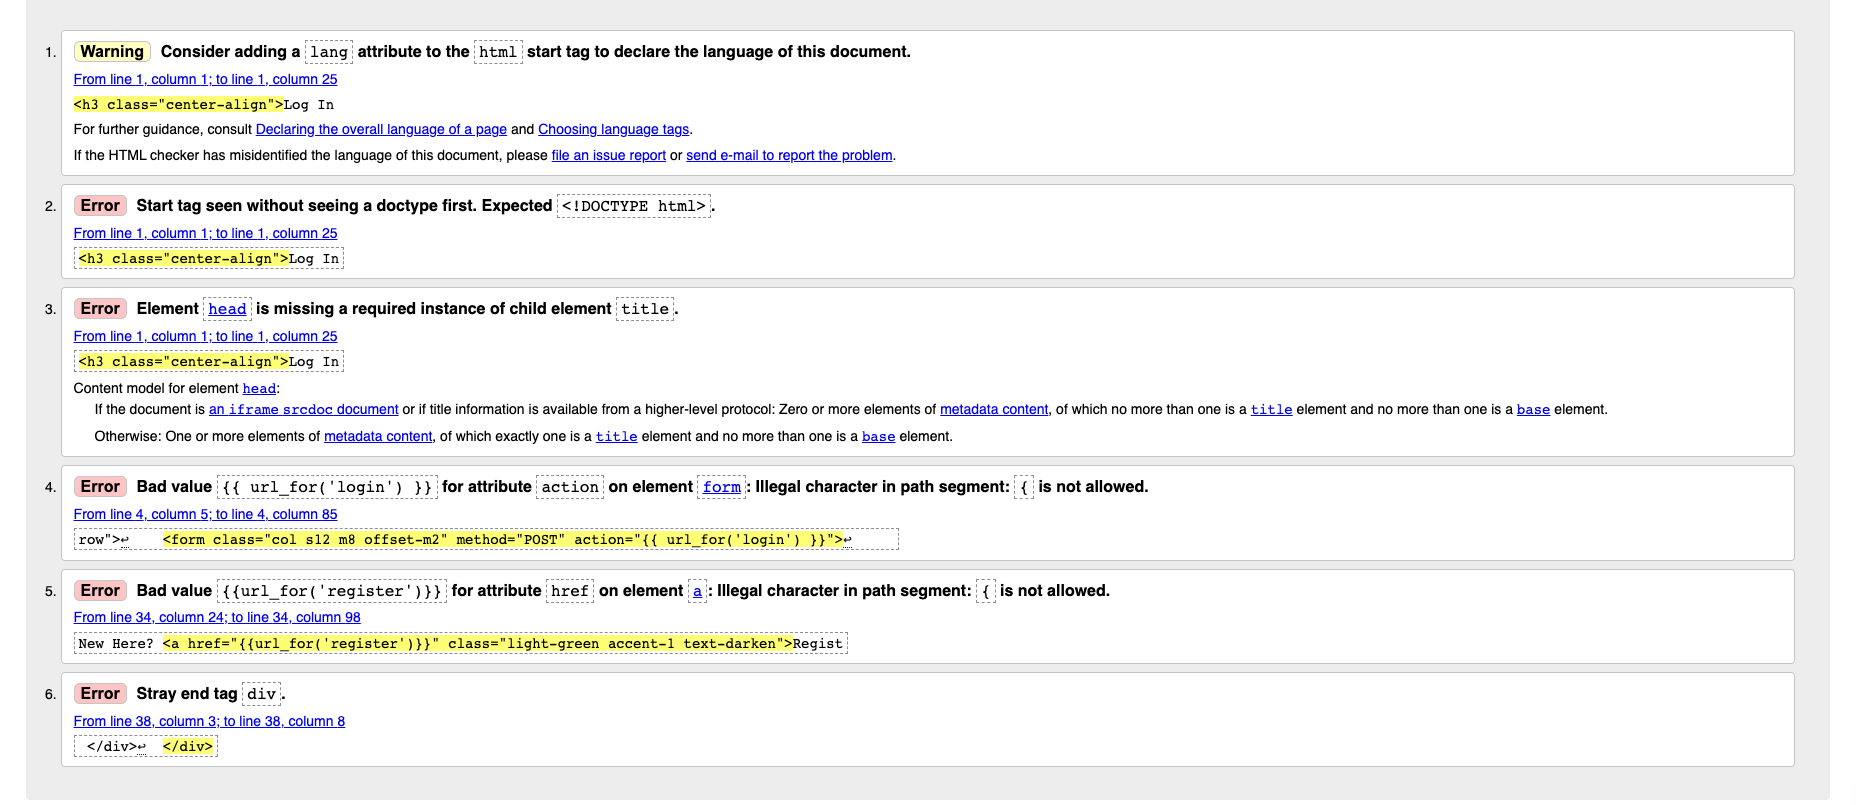 1. Warning Consider adding a lang attribute to the html start tag to declare the language of this document.
From line 1, column 1; to line 1, column 25
<h3 class="center-align">Log In
For further guidance, consult Declaring the overall language of a page and Choosing language tags.
If the HTML checker has misidentified the language of this document, please file an issue report or send e-mail to report the problem.
2. Error Start tag seen without seeing a doctype first. Expected <!DOCTYPE html>.
From line 1, column 1; to line 1, column 25
<h3 class="center-align">Log In
3. Error Element head is missing a required instance of child element title.
From line 1, column 1; to line 1, column 25
<h3 class="center-align">Log In
Content model for element head:
If the document is an iframe srcdoc document or if title information is available from a higher-level protocol: Zero or more elements of metadata content, of which no more than one is a title element and no more than one is a base element.
Otherwise: One or more elements of metadata content, of which exactly one is a title element and no more than one is a base element.
4. Error Bad value {{ url_for('login') }} for attribute action on element form: Illegal character in path segment: { is not allowed.
From line 4, column 5; to line 4, column 85
row">↩ <form class="col s12 m8 offset-m2" method="POST" action="{{ url_for('login') }}">↩
5. Error Bad value {{url_for('register')}} for attribute href on element a: Illegal character in path segment: { is not allowed.
From line 34, column 24; to line 34, column 98
New Here? <a href="{{url_for('register')}}" class="light-green accent-1 text-darken">Regist
6. Error Stray end tag div.
From line 38, column 3; to line 38, column 8
</div>↩ </div>